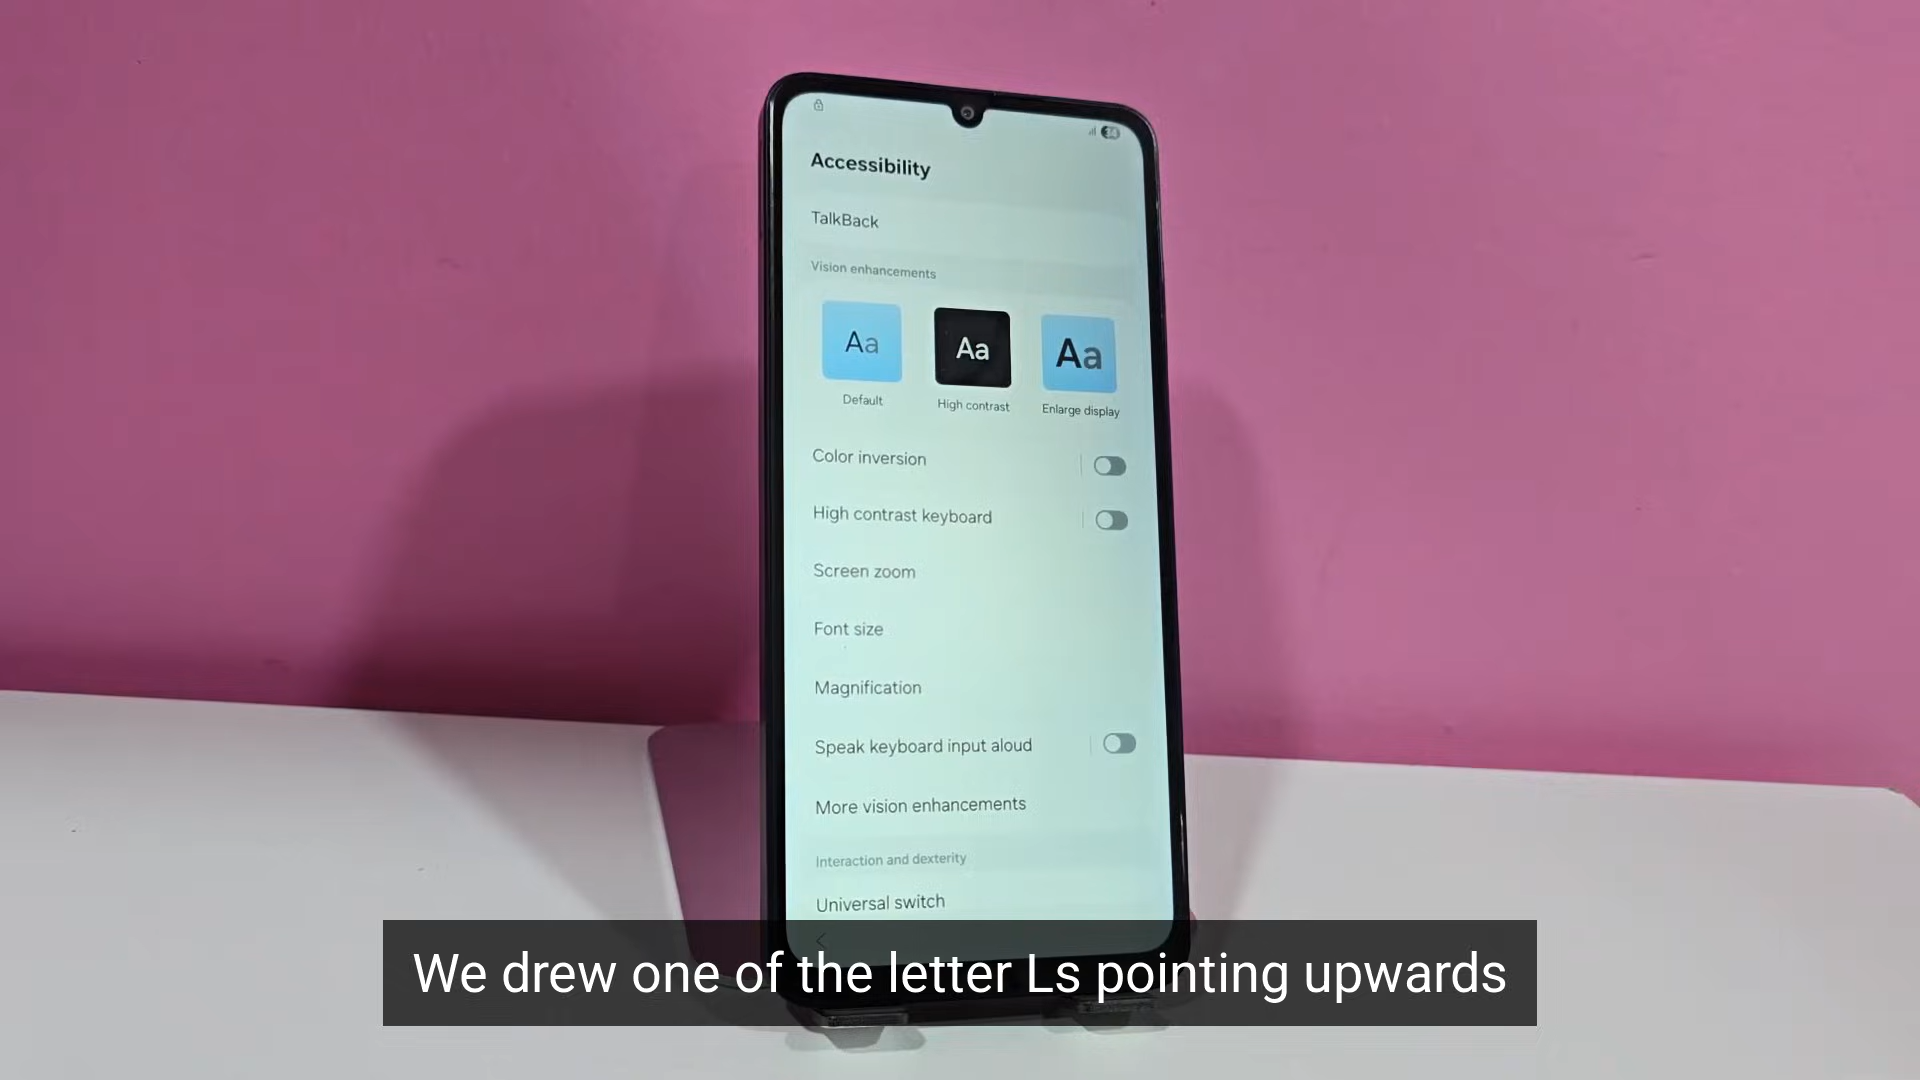 34
Accessibility
TalkBack
Vision enhancements
Aa Aa Aa
Default High contrast Enlarge display
Color inversion
High contrast keyboard
Screen zoom
Font size
Magnification
Speak keyboard input aloud
More vision enhancements
Interaction and dexterity
Universal switch
We drew one of the letter Ls pointing upwards